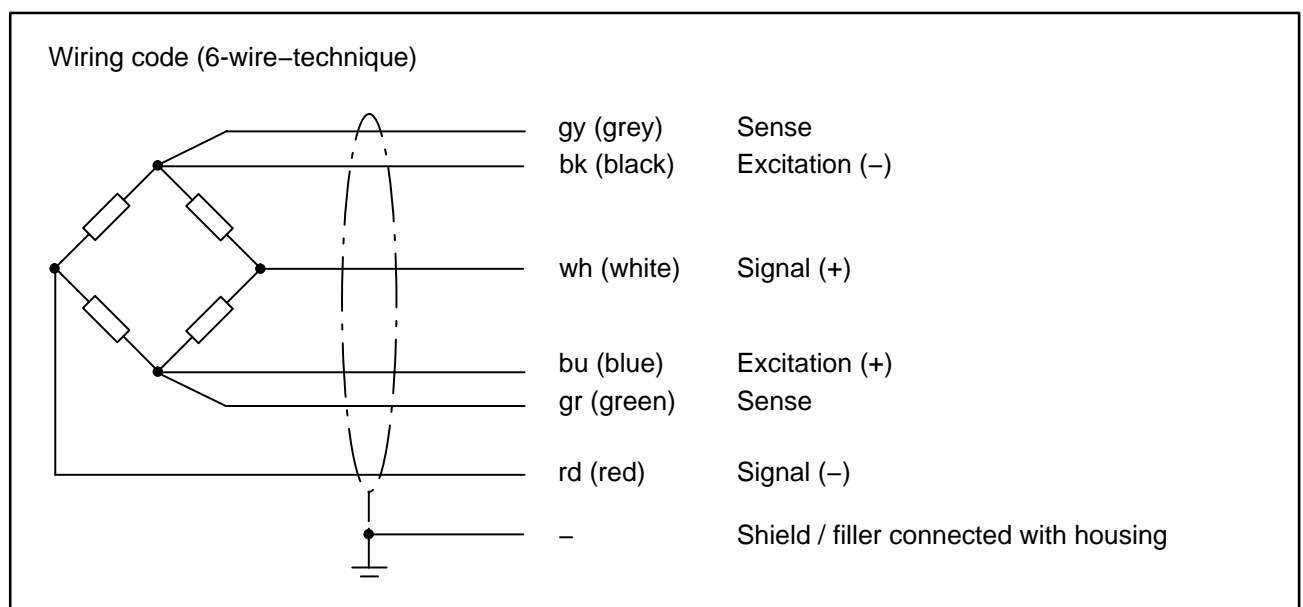 Wiring code (6-wire−technique)
gy (grey) Sense
bk (black) Excitation (−)
wh (white) Signal (+)
bu (blue) Excitation (+)
gr (green) Sense
rd (red) Signal (−)
− Shield / filler connected with housing